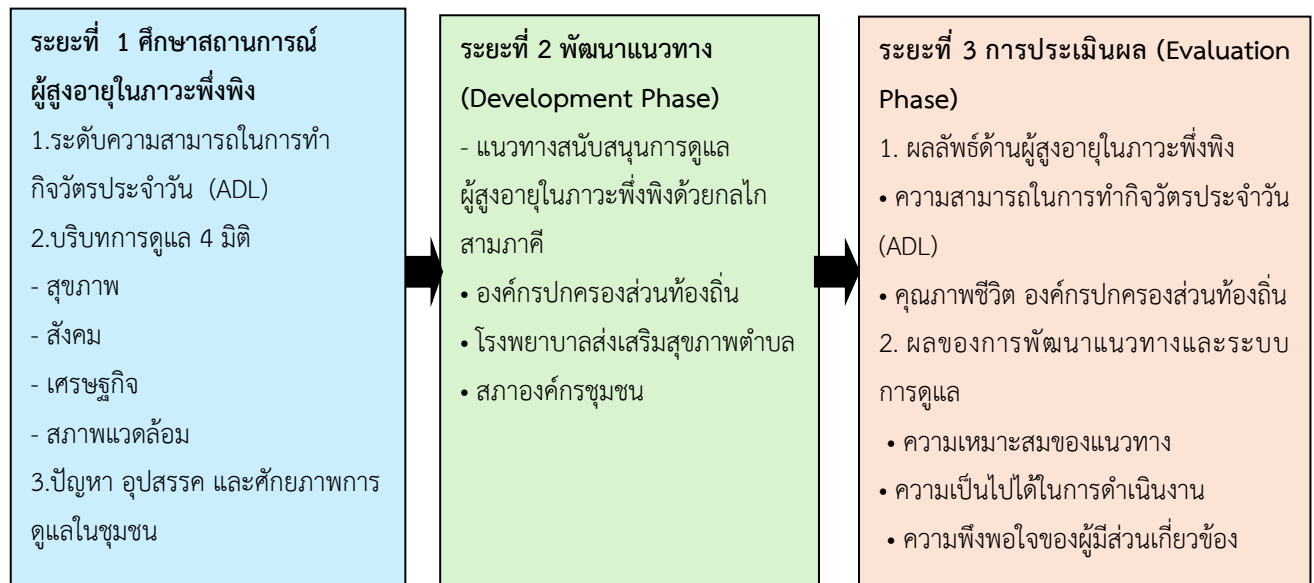 ระยะที่ 1 ศึกษาสถานการณ์
ผู้สูงอายุในภาวะพึ่งพิง
1.ระดับความสามารถในการทำ
กิจวัตรประจำวัน (ADL)
2.บริบทการดูแล 4 มิติ
- สุขภาพ
- สังคม
- เศรษฐกิจ
- สภาพแวดล้อม
3.ปัญหา อุปสรรค และศักยภาพการ
ดูแลในชุมชน
ระยะที่ 2 พัฒนาแนวทาง
(Development Phase)
- แนวทางสนับสนุนการดูแล
ผู้สูงอายุในภาวะพึ่งพิงด้วยกลไก
สามภาคี
• องค์กรปกครองส่วนท้องถิ่น
• โรงพยาบาลส่งเสริมสุขภาพตำบล
• สภาองค์กรชุมชน
ระยะที่ 3 การประเมินผล (Evaluation
Phase)
1. ผลลัพธ์ด้านผู้สูงอายุในภาวะพึ่งพิง
• ความสามารถในการทำกิจวัตรประจำวัน
(ADL)
• คุณภาพชีวิต องค์กรปกครองส่วนท้องถิ่น
2. ผลของการพัฒนาแนวทางและระบบ
การดูแล
• ความเหมาะสมของแนวทาง
• ความเป็นไปได้ในการดำเนินงาน
• ความพึงพอใจของผู้มีส่วนเกี่ยวข้อง